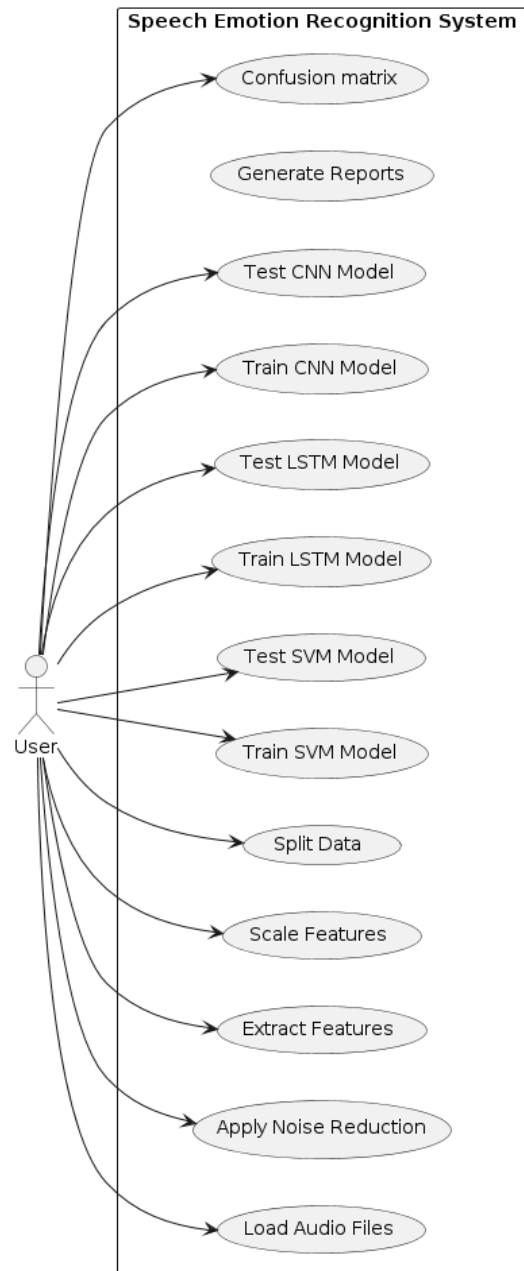 Speech Emotion Recognition System
Confusion matrix
Generate Reports
Test CNN Model
Train CNN Model
Test LSTM Model
Train LSTM Model
Test SVM Model
User
Train SVM Model
Split Data
Scale Features
Extract Features
Apply Noise Reduction
Load Audio Files